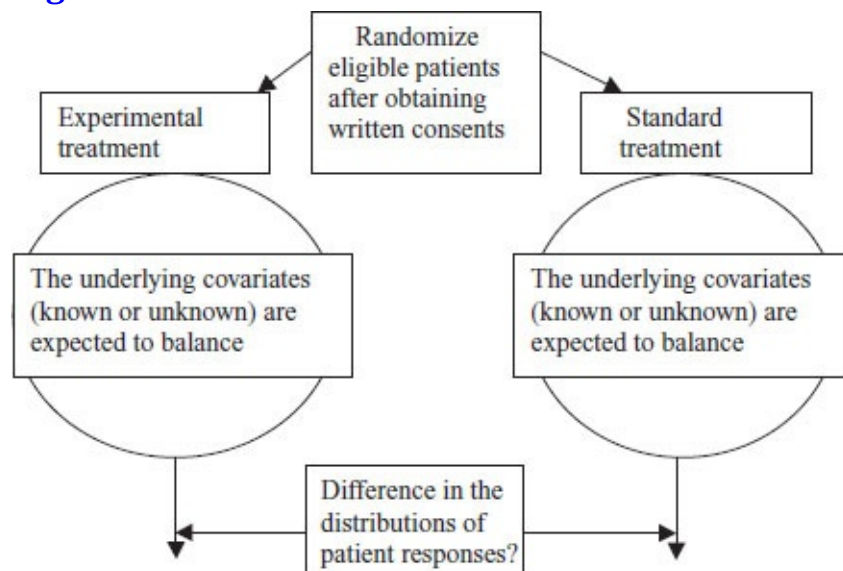 Randomize
eligible patients
after obtaining
written consents
Experimental
treatment
Standard
treatment
The underlying covariates
(known or unknown) are
expected to balance
The underlying covariates
(known or unknown) are
expected to balance
Difference in the
distributions of
patient responses?